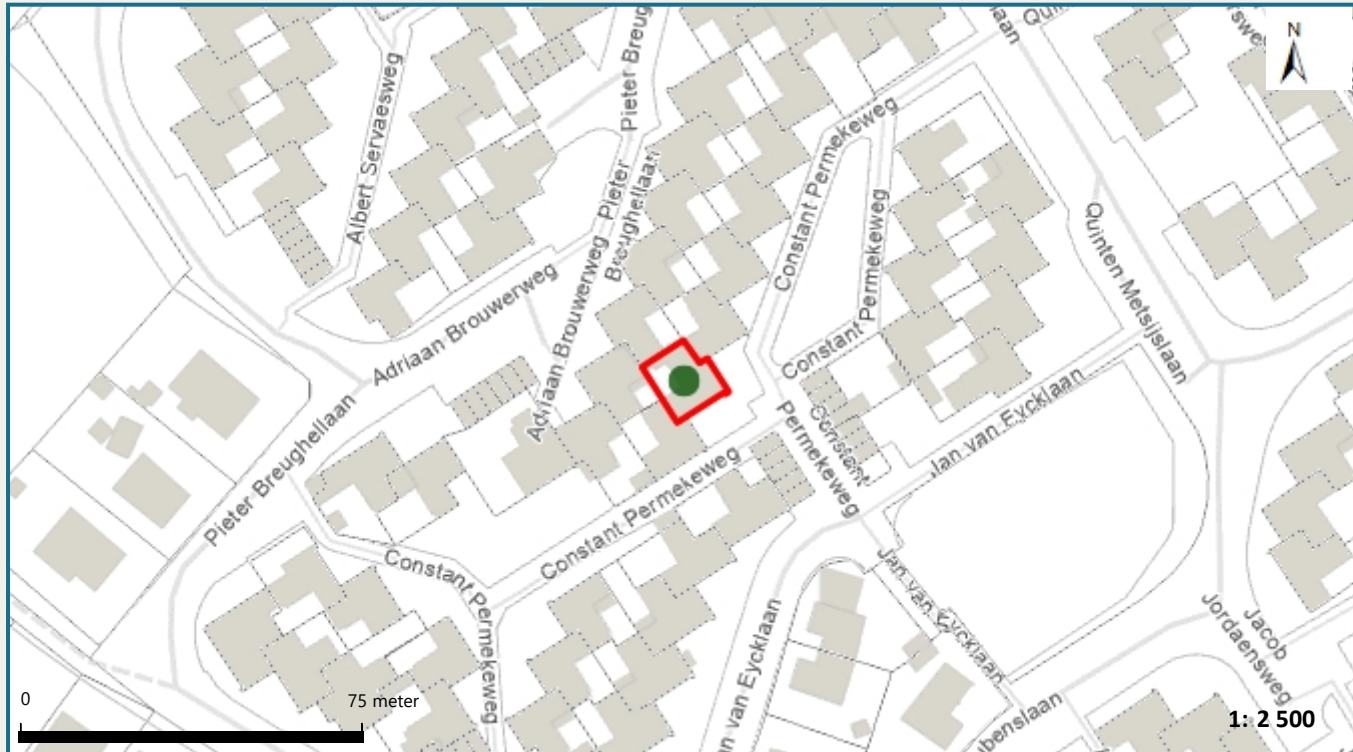 Quin
N
Albert Servaesweg
Pieter Breug
Pieter
Breughellaan
Constant Permekeweg
Constant Permekeweg
Quinten Metsijslaan
Adriaan Brouwerweg
Adriaan Brouwerweg
Constant Permekeweg
Pieter Breughellaan
Constant
Permekeweg
Jan van Eycklaan
Constant Permekeweg
Constant Permekeweg
Jan van Eycklaan
Jan van Eycklaan
Jacob
Jordaensweg
benslaan
0
75 meter
1: 2 500